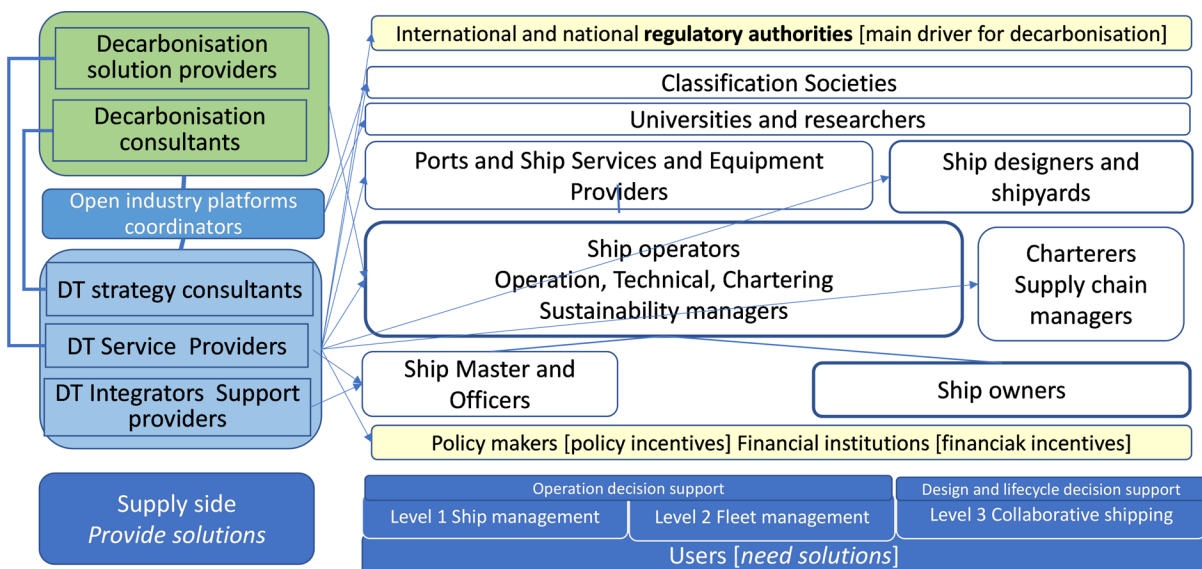 Decarbonisation
solution providers
Decarbonisation
consultants
Open industry platforms
coordinators
DT strategy consultants
DT Service  Providers
DT Integrators  Support
providers
Supply side
Provide solutions
International and national regulatory authorities [main driver for decarbonisation]
Classification Societies
Universities and researchers
Ports and Ship Services and Equipment
Providers
Ship designers and
shipyards
Ship operators
Operation, Technical, Chartering
Sustainability managers
Charterers
Supply chain
managers
Ship Master and
Officers
Ship owners
Policy makers [policy incentives] Financial institutions [financiak incentives]
Operation decision support
Design and lifecycle decision support
Level 1 Ship management
Level 2 Fleet management
Level 3 Collaborative shipping
Users [need solutions]